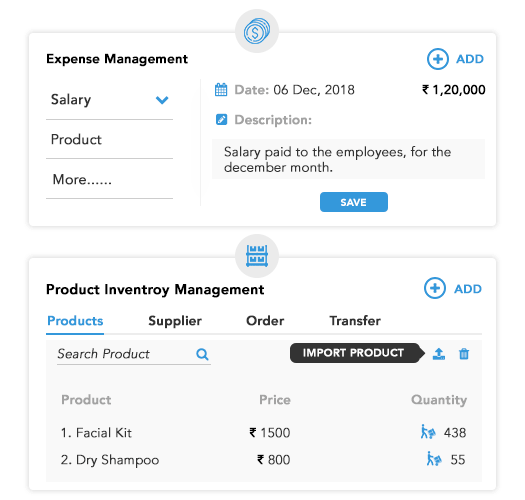 Expense Management
ADD
Salary
Date: 06 Dec, 2018
₹ 1,20,000
Product
Description:
Salary paid to the employees, for the
december month.
More......
SAVE
Product Inventroy Management
ADD
Products Supplier Order Transfer
Search Product
IMPORT PRODUCT
Product Price Quantity
1. Facial Kit ₹ 1500 438
2. Dry Shampoo ₹ 800 55